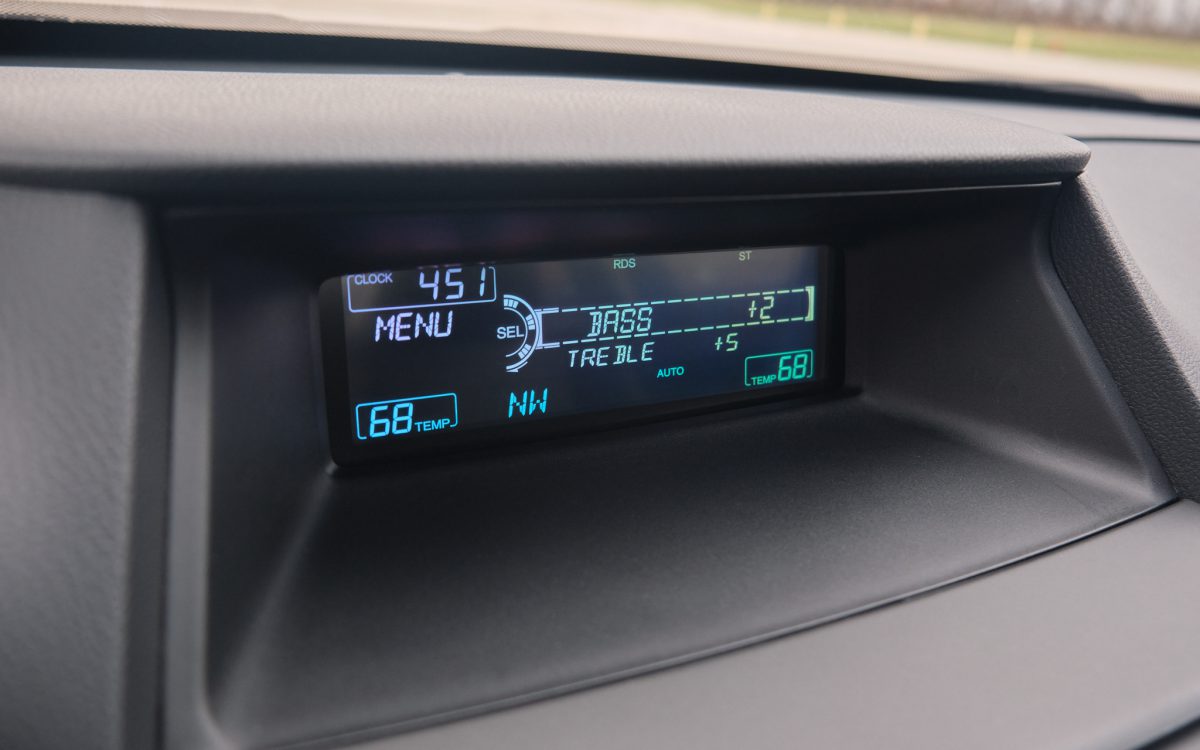 CLOCK 451 RDS ST
MENU
SEL BASS +2
TREBLE +5
AUTO
TEMP 68
68 TEMP
NW